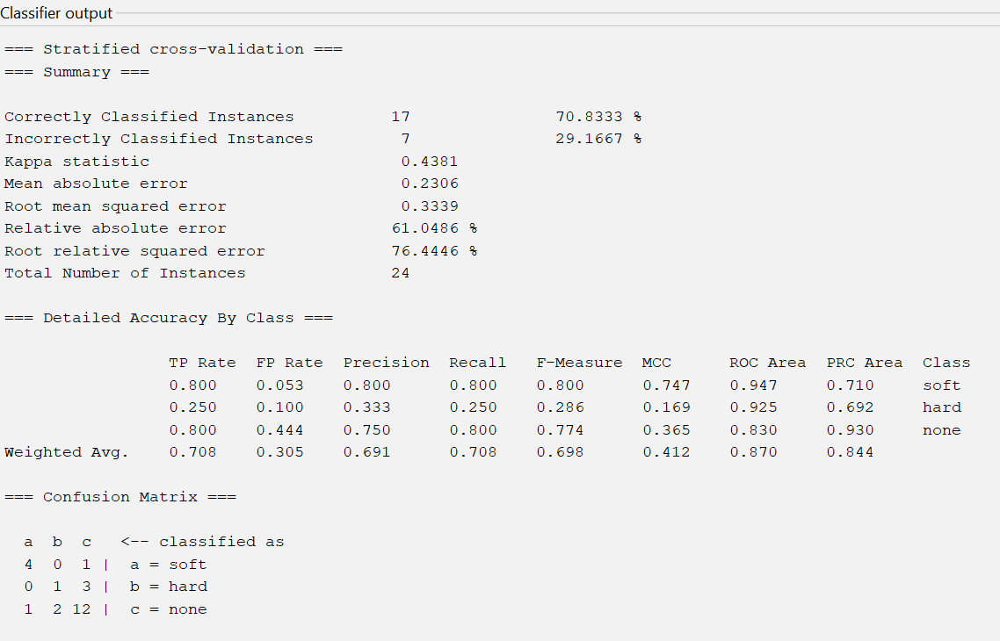 Classifier output
=== Stratified cross-validation ===
=== Summary ===
Correctly Classified Instances 17 70.8333 %
Incorrectly Classified Instances 7 29.1667 %
Kappa statistic 0.4381
Mean absolute error 0.2306
Root mean squared error 0.3339
Relative absolute error 61.0486 %
Root relative squared error 76.4446 %
Total Number of Instances 24
=== Detailed Accuracy By Class ===
TP Rate FP Rate Precision Recall F-Measure MCC ROC Area PRC Area Class
0.800 0.053 0.800 0.800 0.800 0.747 0.947 0.710 soft
0.250 0.100 0.333 0.250 0.286 0.169 0.925 0.692 hard
0.800 0.444 0.750 0.800 0.774 0.365 0.830 0.930 none
Weighted Avg. 0.708 0.305 0.691 0.708 0.698 0.412 0.870 0.844
=== Confusion Matrix ===
a b c <-- classified as
4 0 1 | a = soft
0 1 3 | b = hard
1 2 12 | c = none